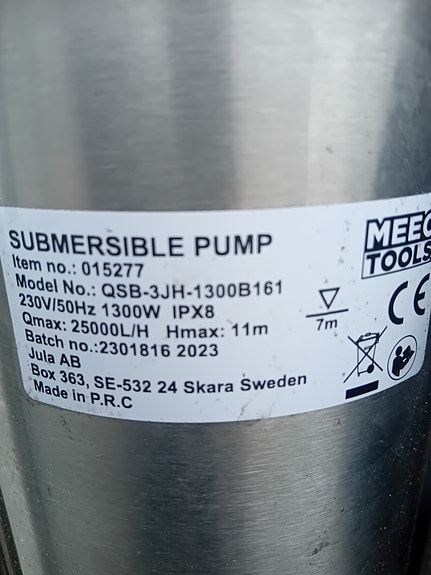 SUBMERSIBLE PUMP
Item no.: 015277
Model No.: QSB-3JH-1300B161
230V/50Hz 1300W IPX8
Qmax: 25000L/H Hmax: 11m
Batch no.:2301816 2023
Jula AB
Box 363, SE-532 24 Skara Sweden
Made in P.R.C
MEEC
TOOLS
7m
CE